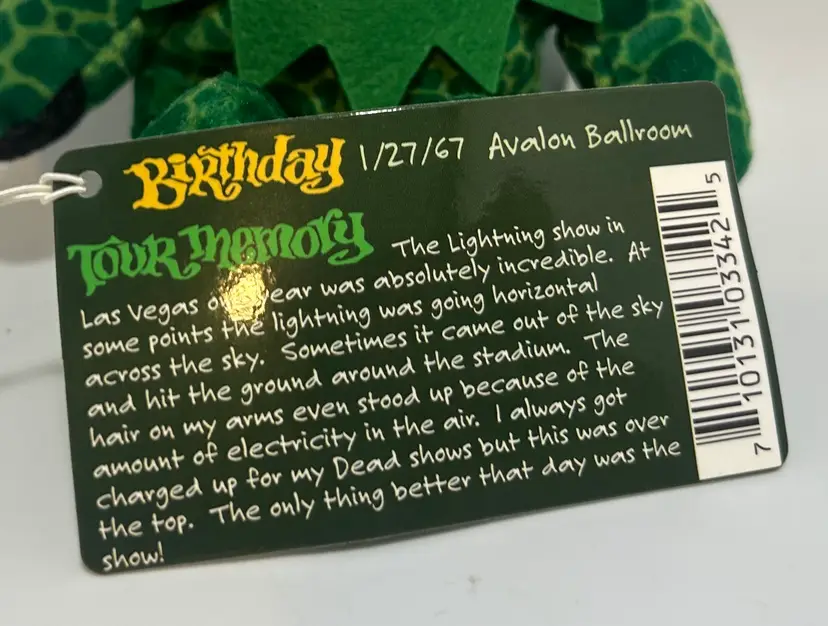 Birthday 1/27/67 Avalon Ballroom
Tour Memory The Lightning show in
Las Vegas one year was absolutely incredible. At
some points the lightning was going horizontal
across the sky. Sometimes it came out of the sky
and hit the ground around the stadium. The
hair on my arms even stood up because of the
amount of electricity in the air. I always got
charged up for my Dead shows but this was over
the top. The only thing better that day was the
show!
7 10131 03342 5